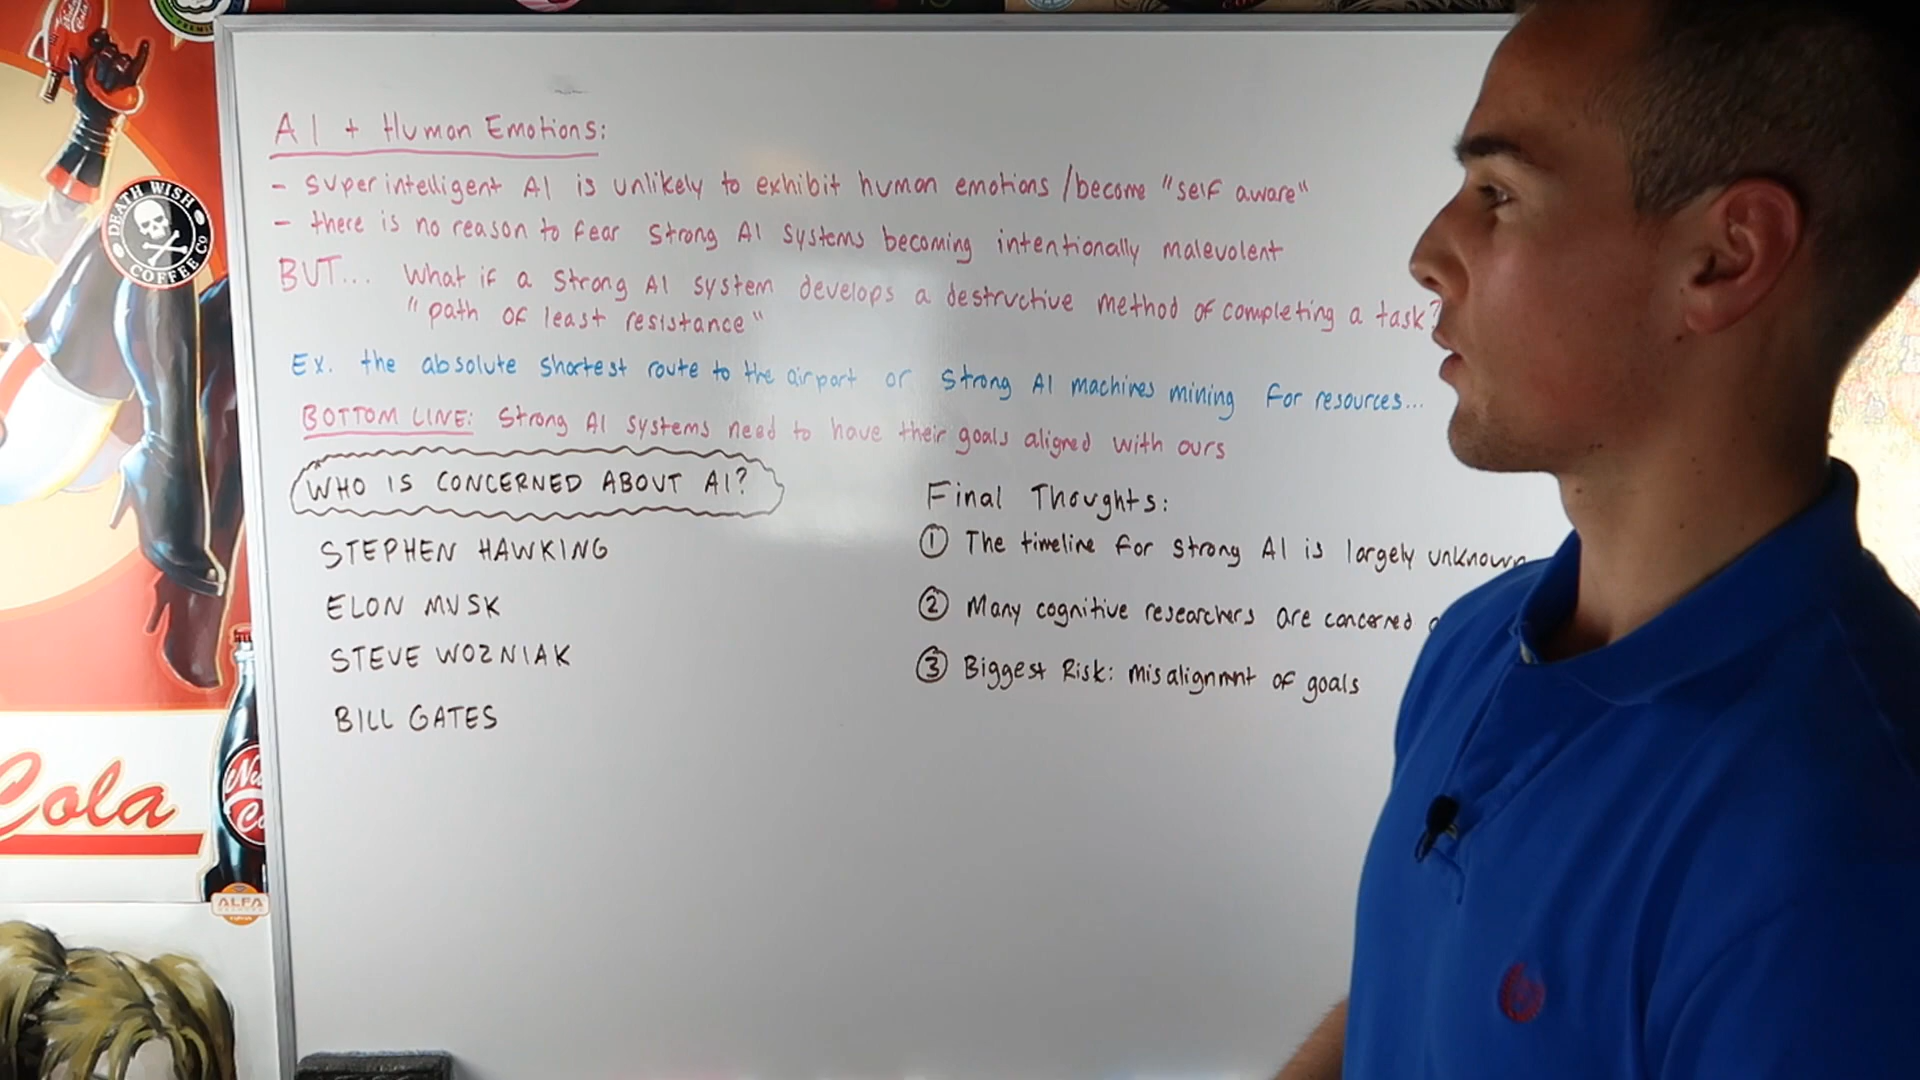 AI + Human Emotions:
- superintelligent AI is unlikely to exhibit human emotions / become "self aware"
- there is no reason to fear strong AI systems becoming intentionally malevolent
BUT... What if a strong AI system develops a destructive method of completing a task?
"path of least resistance"
Ex. the absolute shortest route to the airport or strong AI machines mining for resources...
BOTTOM LINE: Strong AI systems need to have their goals aligned with ours
WHO IS CONCERNED ABOUT AI?
STEPHEN HAWKING
ELON MUSK
STEVE WOZNIAK
BILL GATES
Final Thoughts:
① The timeline for strong AI is largely unknown
② Many cognitive researchers are concerned
③ Biggest Risk: misalignmnt of goals
DEATH WISH
COFFEE CO
Cola
ALFA